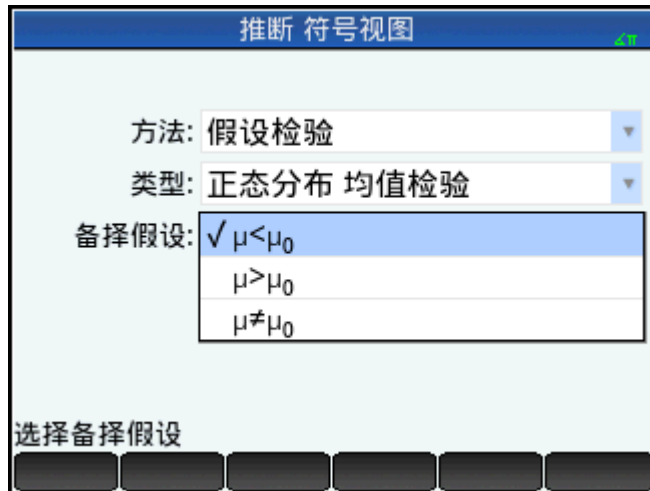 推断 符号视图
∡π
方法: 假设检验
类型: 正态分布 均值检验
备择假设: √ μ<μ₀
μ>μ₀
μ≠μ₀
选择备择假设